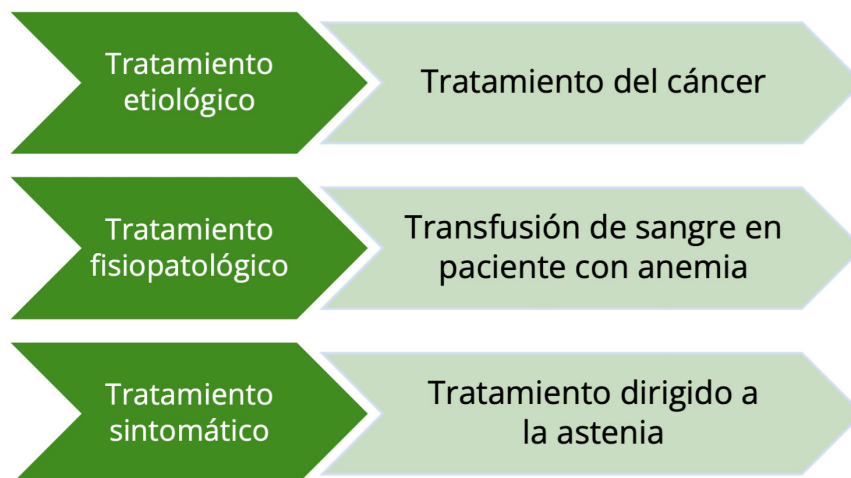 Tratamiento
etiológico
Tratamiento del cáncer
Tratamiento
fisiopatológico
Transfusión de sangre en
paciente con anemia
Tratamiento
sintomático
Tratamiento dirigido a
la astenia